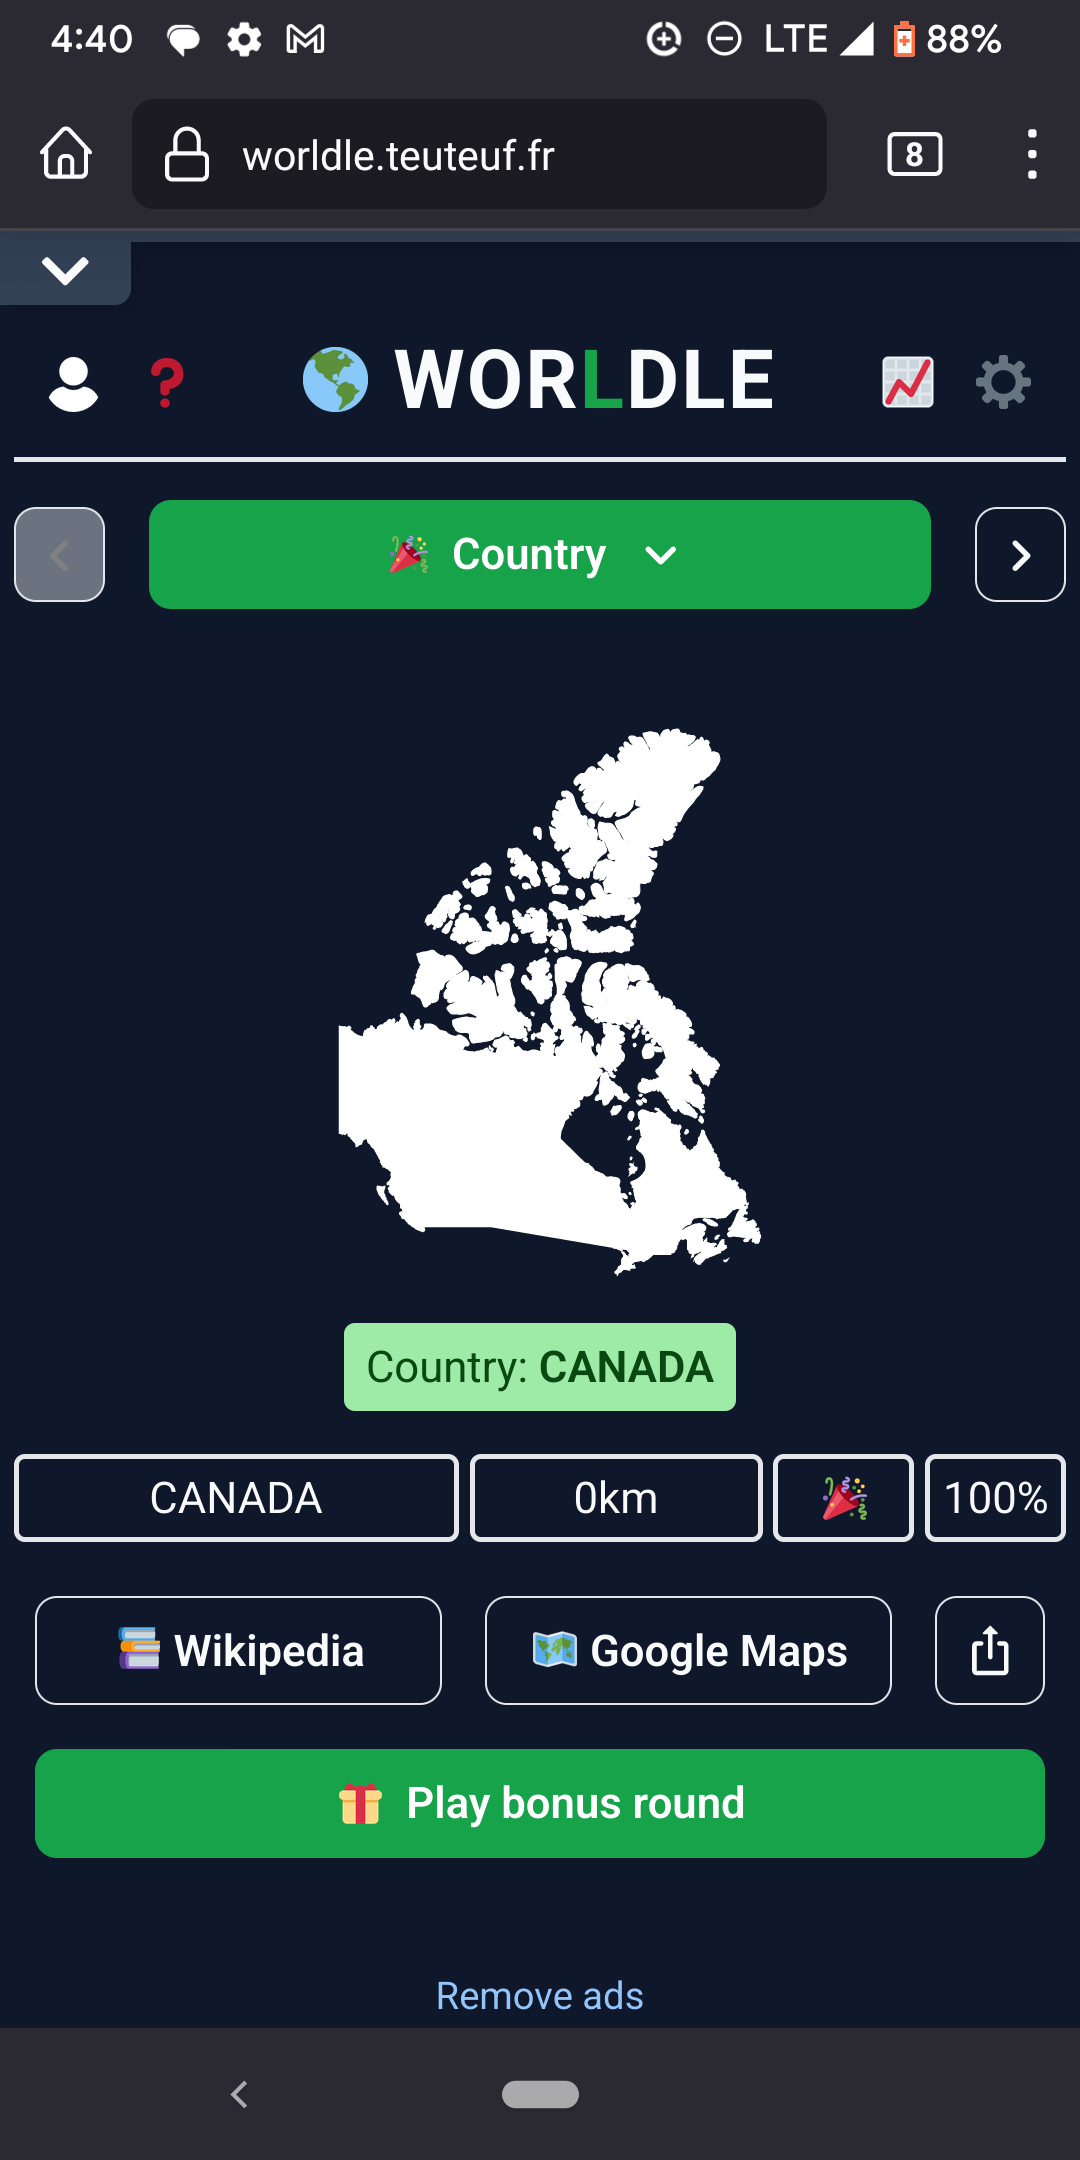 4:40 LTE 88%
worldle.teuteuf.fr 8
WORLDLE
Country
Country: CANADA
CANADA 0km 100%
Wikipedia Google Maps
Play bonus round
Remove ads